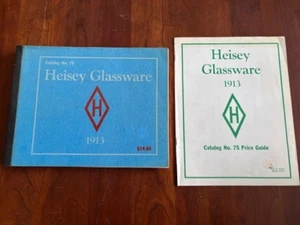 Catalog No. 75
Heisey Glassware
H
1913
Heisey
Glassware
1913
H
Catalog No. 75 Price Guide